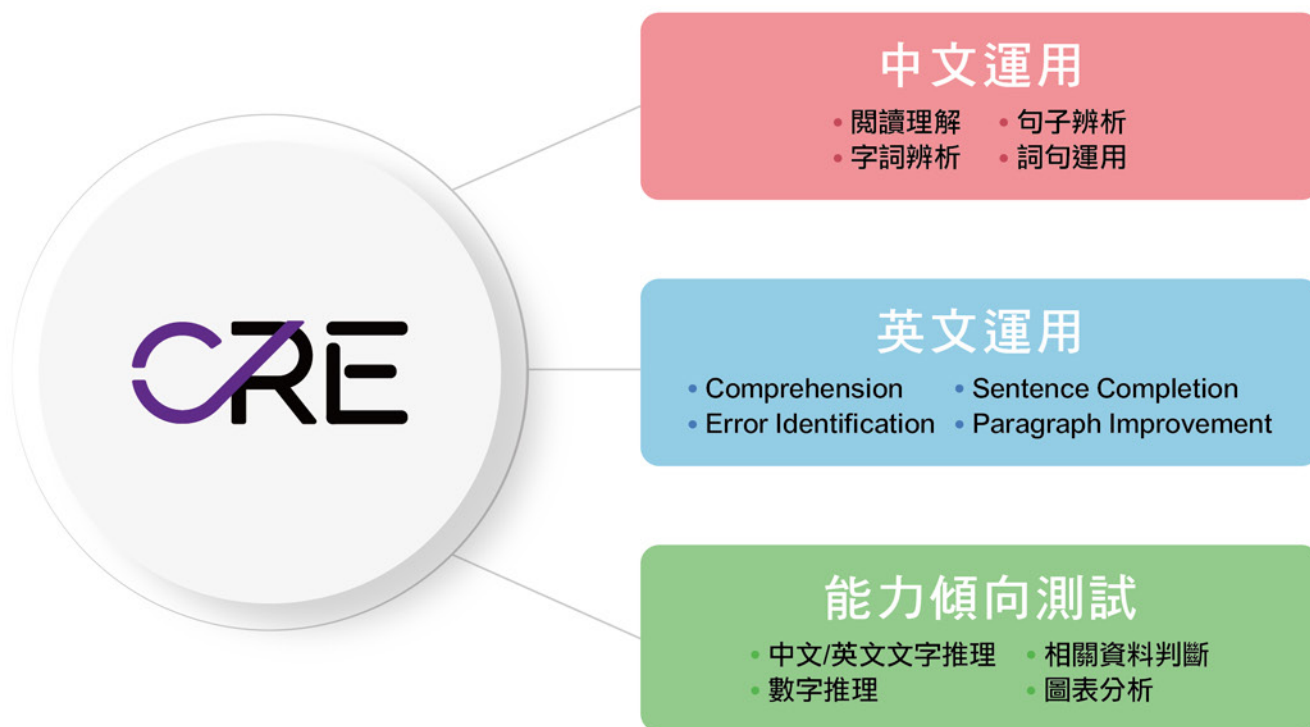 CRE
中文運用
• 閱讀理解 • 句子辨析
• 字詞辨析 • 詞句運用
英文運用
• Comprehension • Sentence Completion
• Error Identification • Paragraph Improvement
能力傾向測試
• 中文/英文文字推理 • 相關資料判斷
• 數字推理 • 圖表分析